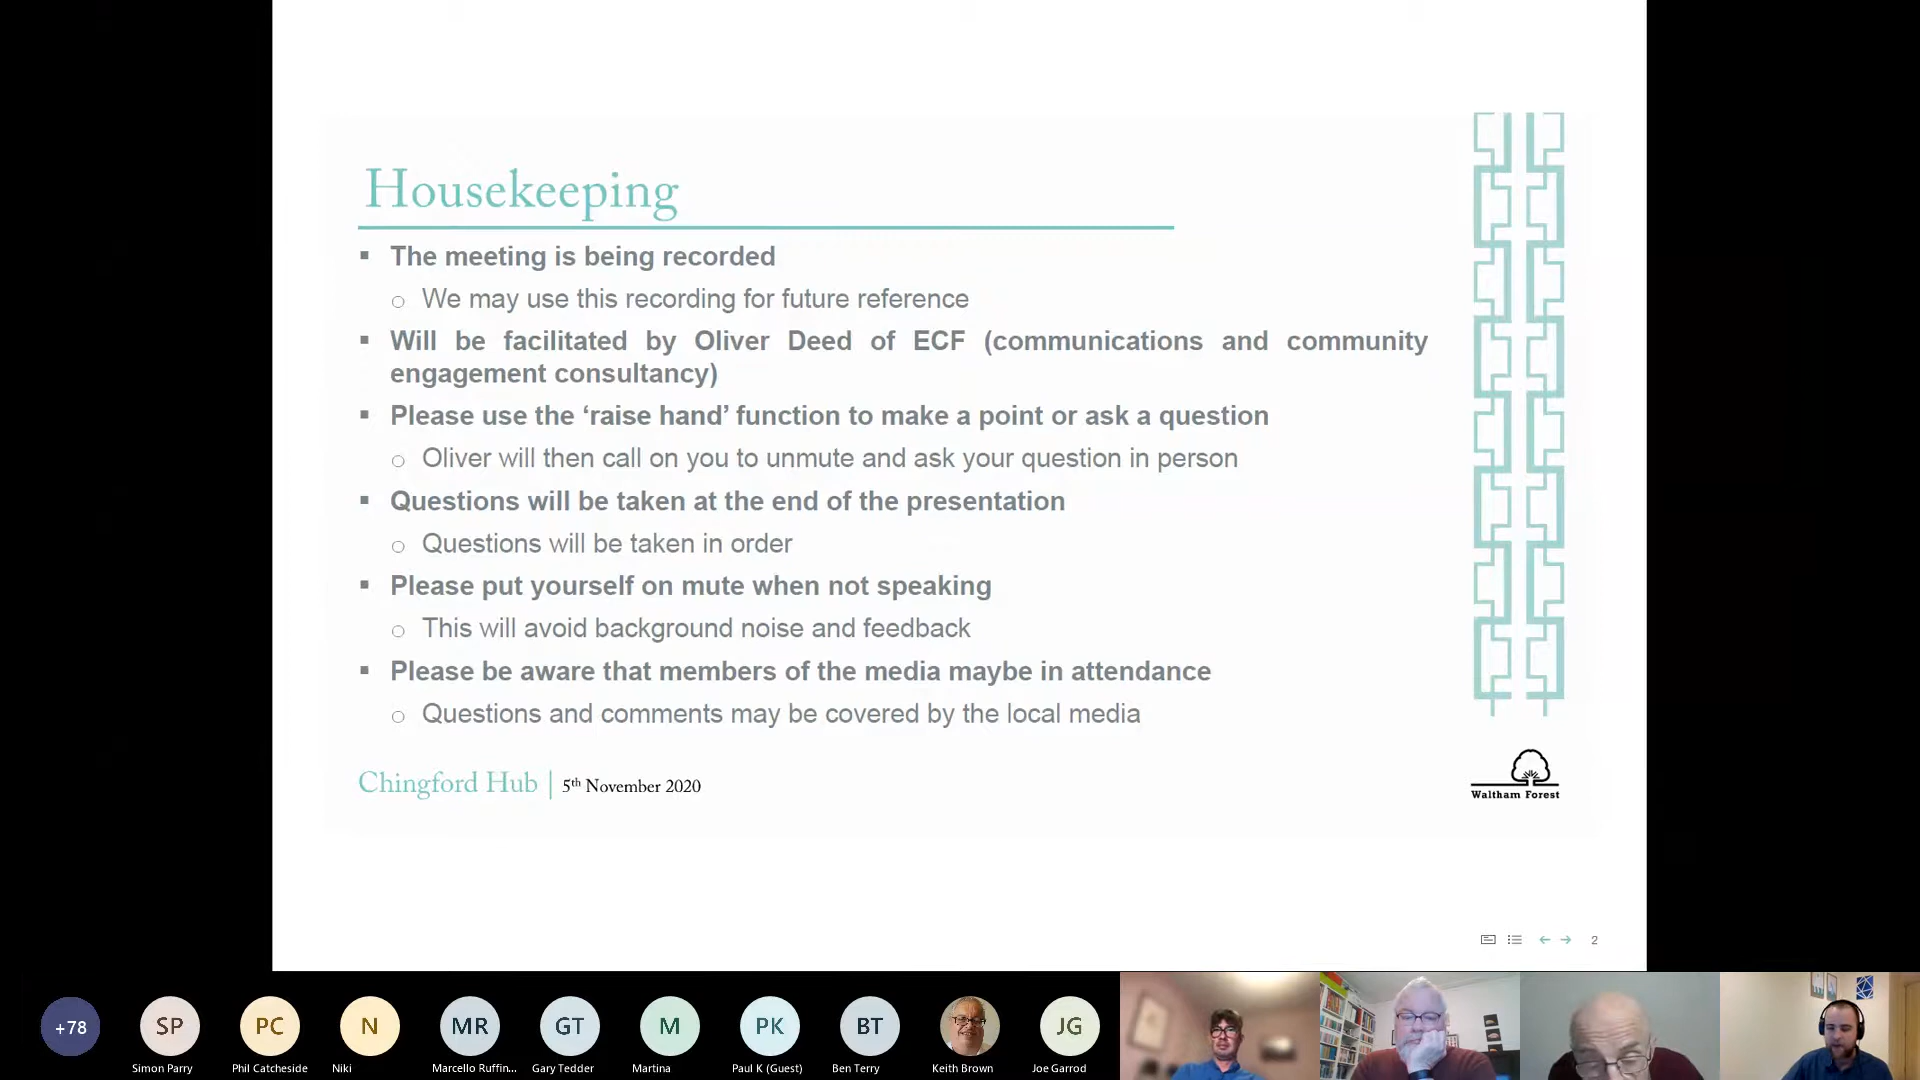 Housekeeping
▪ The meeting is being recorded
○ We may use this recording for future reference
▪ Will be facilitated by Oliver Deed of ECF (communications and community
engagement consultancy)
▪ Please use the ‘raise hand’ function to make a point or ask a question
○ Oliver will then call on you to unmute and ask your question in person
▪ Questions will be taken at the end of the presentation
○ Questions will be taken in order
▪ Please put yourself on mute when not speaking
○ This will avoid background noise and feedback
▪ Please be aware that members of the media maybe in attendance
○ Questions and comments may be covered by the local media
Chingford Hub | 5th November 2020
Waltham Forest
2
+78 SP PC N MR GT M PK BT JG
Simon Parry Phil Catcheside Niki Marcello Ruffin... Gary Tedder Martina Paul K (Guest) Ben Terry Keith Brown Joe Garrod